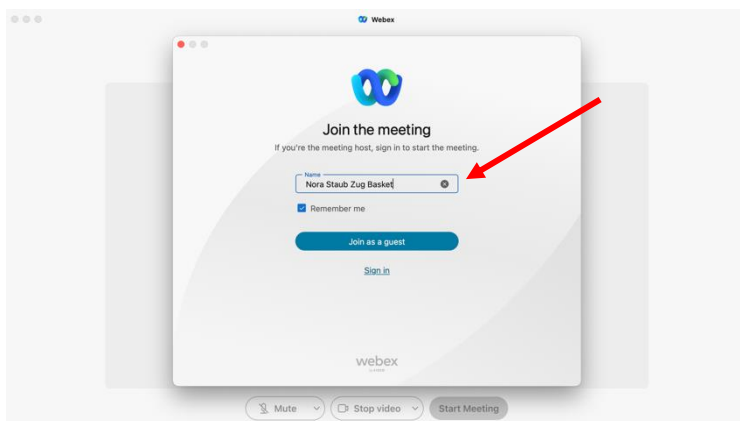 Webex
Join the meeting
If you're the meeting host, sign in to start the meeting.
Name
Nora Staub Zug Basket
Remember me
Join as a guest
Sign in
webex
Mute
Stop video
Start Meeting